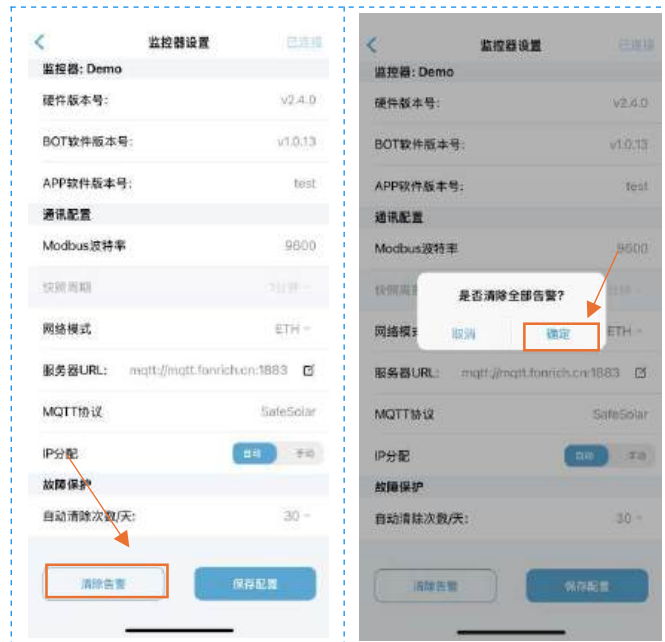 监控器设置 已连接
监控器: Demo
硬件版本号: v2.4.0
BOT软件版本号: v1.0.13
APP软件版本号: test
通讯配置
Modbus波特率 9600
快照周期
网络模式 ETH
服务器URL: mqtt://mqtt.fonrich.cn:1883
MQTT协议 SafeSolar
IP分配 自动 手动
故障保护
自动清除次数/天: 30
清除告警 保存配置
监控器设置 已连接
监控器: Demo
硬件版本号: v2.4.0
BOT软件版本号: v1.0.13
APP软件版本号: test
通讯配置
Modbus波特率 9600
是否清除全部告警?
取消 确定
ETH
服务器URL: mqtt://mqtt.fonrich.cn:1883
MQTT协议 SafeSolar
IP分配 自动 手动
故障保护
自动清除次数/天: 30
清除告警 保存配置